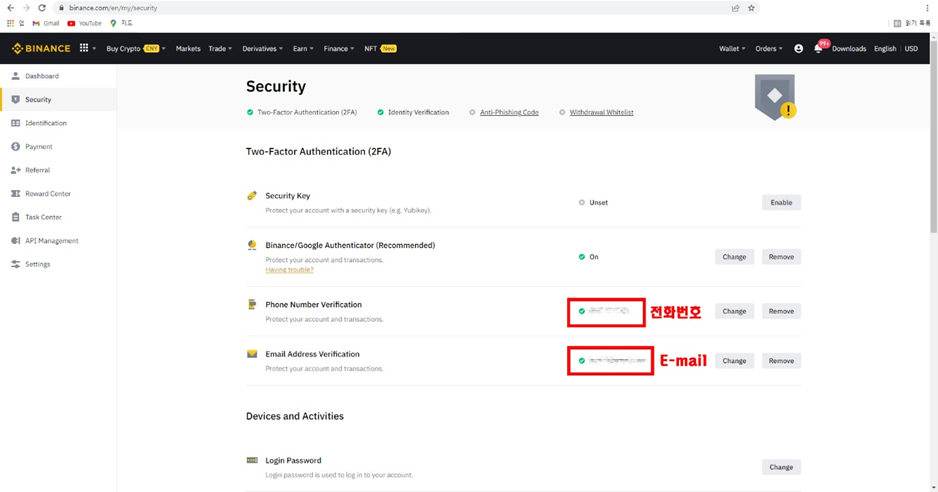 binance.com/en/my/security
앱 Gmail YouTube 지도 읽기 목록
BINANCE Buy Crypto CNY Markets Trade Derivatives Earn Finance NFT New Wallet Orders 99+ Downloads English | USD
Dashboard
Security
Identification
Payment
Referral
Reward Center
Task Center
API Management
Settings
Security
Two-Factor Authentication (2FA) Identity Verification Anti-Phishing Code Withdrawal Whitelist
Two-Factor Authentication (2FA)
Security Key
Protect your account with a security key (e.g. Yubikey).
Unset Enable
Binance/Google Authenticator (Recommended)
Protect your account and transactions.
Having trouble?
On Change Remove
Phone Number Verification
Protect your account and transactions.
전화번호 Change Remove
Email Address Verification
Protect your account and transactions.
E-mail Change Remove
Devices and Activities
Login Password
Login password is used to log in to your account.
Change